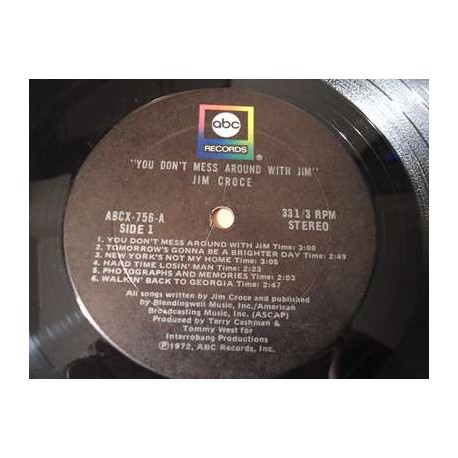 abc
RECORDS
®
"YOU DON'T MESS AROUND WITH JIM"
JIM CROCE
ABCX-756-A
SIDE 1
33 1/3 RPM
STEREO
1. YOU DON'T MESS AROUND WITH JIM Time: 3:00
2. TOMORROW'S GONNA BE A BRIGHTER DAY Time: 2:49
3. NEW YORK'S NOT MY HOME Time: 3:05
4. HARD TIME LOSIN' MAN Time: 2:23
5. PHOTOGRAPHS AND MEMORIES Time: 2:03
6. WALKIN' BACK TO GEORGIA Time: 2:47
All songs written by Jim Croce and published
by Blendingwell Music, Inc./American
Broadcasting Music, Inc. (ASCAP)
Produced by Terry Cashman &
Tommy West for
Interrobang Productions
℗1972, ABC Records, Inc.